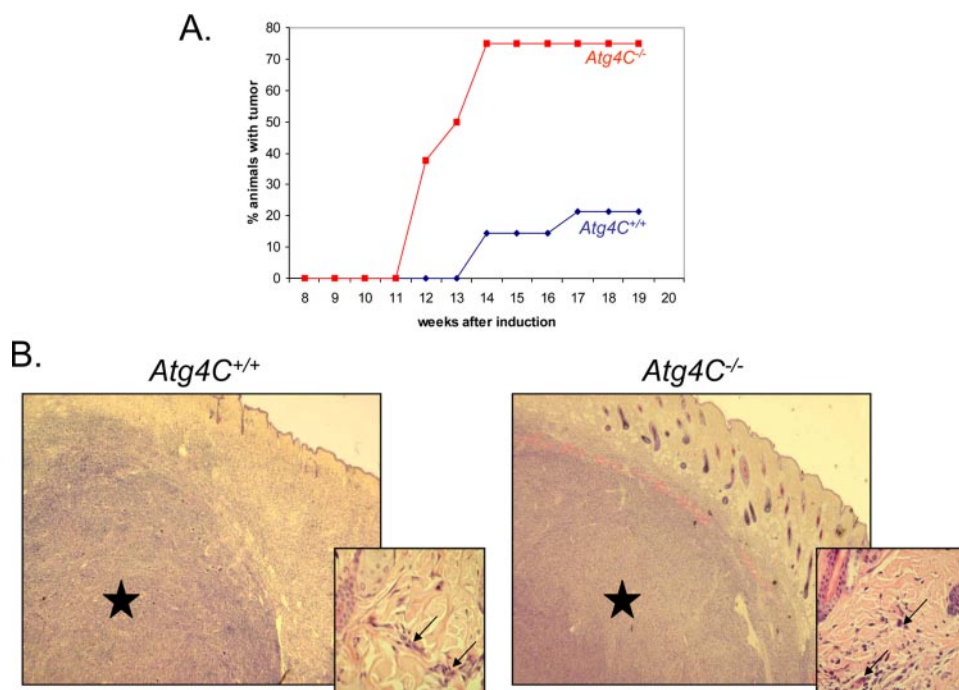 A.
80
70
60
50
40
30
20
10
0
% animals with tumor
Atg4C-/-
Atg4C+/+
8 9 10 11 12 13 14 15 16 17 18 19 20
weeks after induction
B.
Atg4C+/+ Atg4C-/-